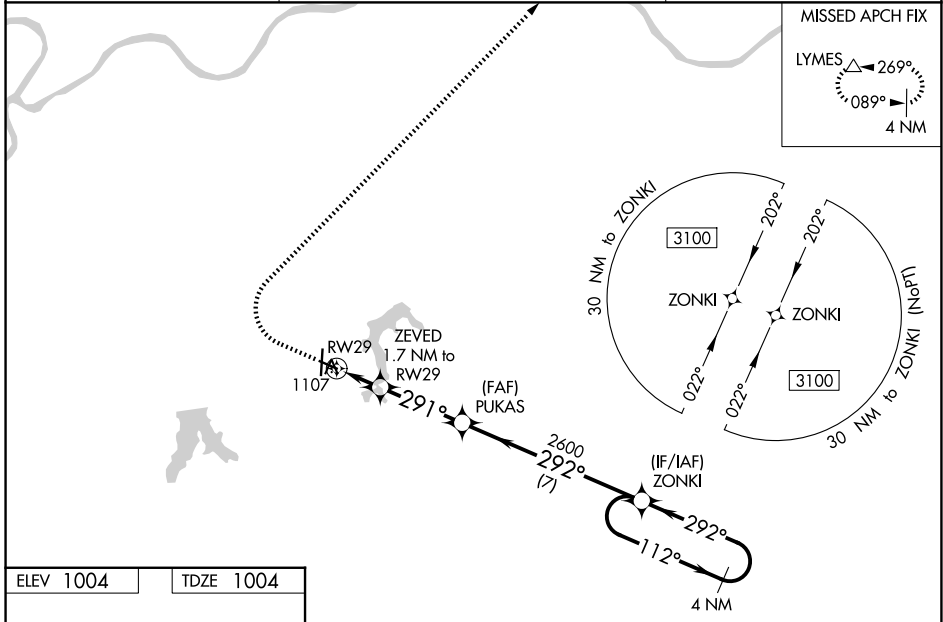 MISSED APCH FIX
LYMES
269°
089°
4 NM
30 NM to ZONKI
3100
202°
ZONKI
022°
202°
ZONKI
3100
022°
30 NM to ZONKI (NoPT)
RW29
1107
ZEVED
1.7 NM to
RW29
291°
(FAF)
PUKAS
2600
292°
(7)
(IF/IAF)
ZONKI
292°
112°
4 NM
ELEV 1004
TDZE 1004